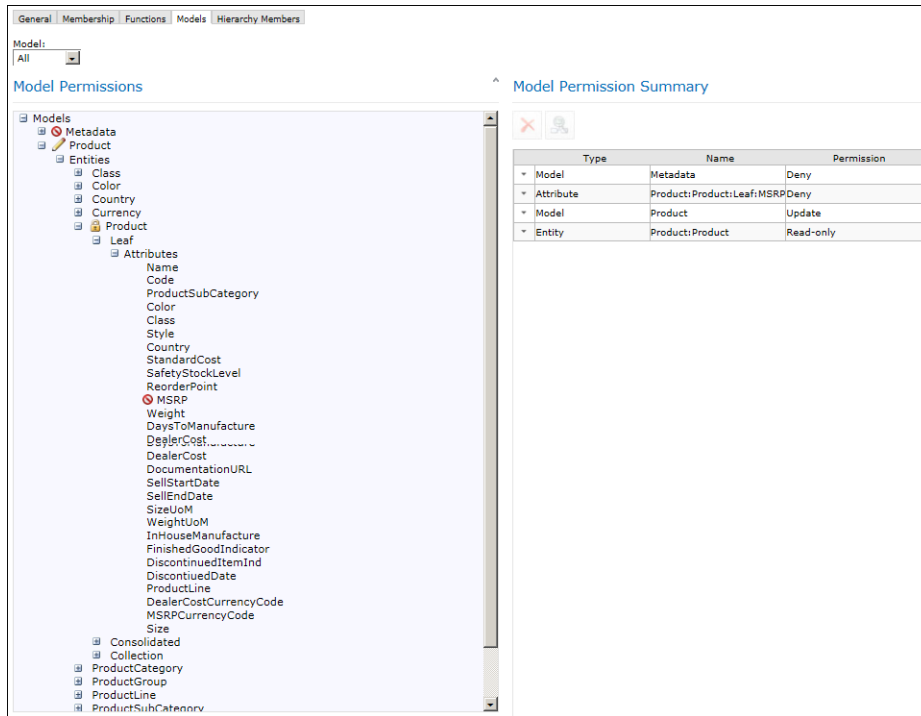 General Membership Functions Models Hierarchy Members
Model:
All
Model Permissions
Models
Metadata
Product
Entities
Class
Color
Country
Currency
Product
Leaf
Attributes
Name
Code
ProductSubCategory
Color
Class
Style
Country
StandardCost
SafetyStockLevel
ReorderPoint
MSRP
Weight
DaysToManufacture
DealerCost
DealerCost
DocumentationURL
SellStartDate
SellEndDate
SizeUoM
WeightUoM
InHouseManufacture
FinishedGoodIndicator
DiscontinuedItemInd
DiscontiuedDate
ProductLine
DealerCostCurrencyCode
MSRPCurrencyCode
Size
Consolidated
Collection
ProductCategory
ProductGroup
ProductLine
ProductSubCategory
Model Permission Summary
Type Name Permission
Model Metadata Deny
Attribute Product:Product:Leaf:MSRP Deny
Model Product Update
Entity Product:Product Read-only